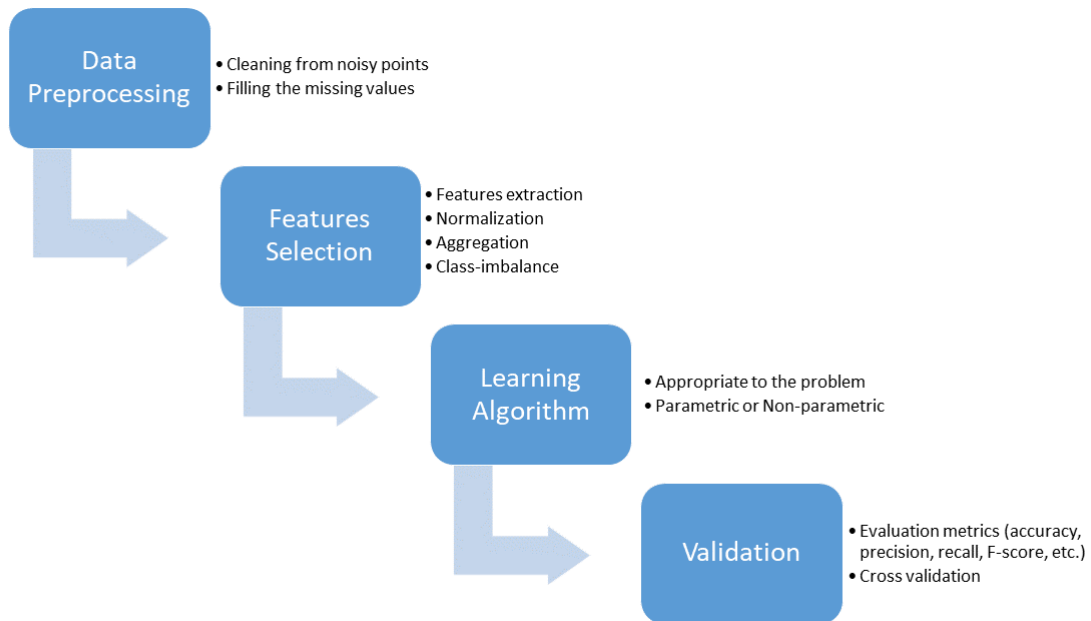 Data
Preprocessing
• Cleaning from noisy points
• Filling the missing values
Features
Selection
• Features extraction
• Normalization
• Aggregation
• Class-imbalance
Learning
Algorithm
• Appropriate to the problem
• Parametric or Non-parametric
Validation
• Evaluation metrics (accuracy,
precision, recall, F-score, etc.)
• Cross validation